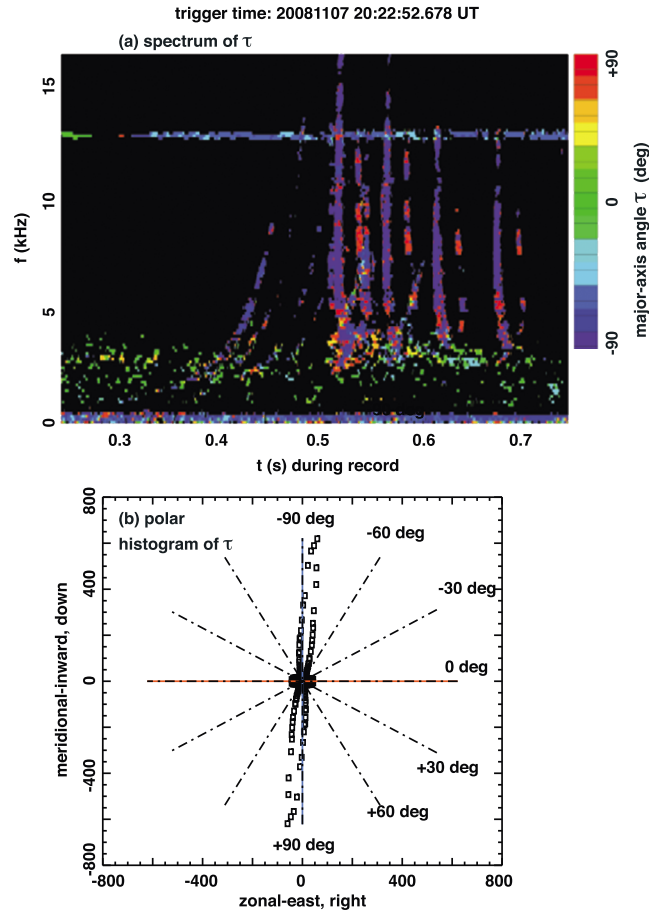 trigger time: 20081107 20:22:52.678 UT
(a) spectrum of τ
15
10
5
0
f (kHz)
0.3 0.4 0.5 0.6 0.7
t (s) during record
+90
0
-90
major-axis angle τ (deg)
(b) polar
histogram of τ
-90 deg
-60 deg
-30 deg
0 deg
+30 deg
+60 deg
+90 deg
800
400
0
-400
-800
meridional-inward, down
-800 -400 0 400 800
zonal-east, right